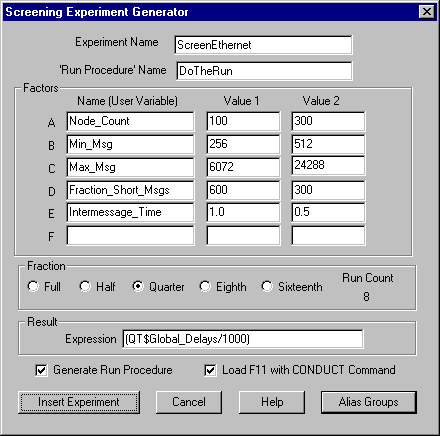 Screening Experiment Generator
Experiment Name ScreenEthernet
'Run Procedure' Name DoTheRun
Factors
Name (User Variable) Value 1 Value 2
A Node_Count 100 300
B Min_Msg 256 512
C Max_Msg 6072 24288
D Fraction_Short_Msgs 600 300
E Intermessage_Time 1.0 0.5
F
Fraction
Full Half Quarter Eighth Sixteenth Run Count
8
Result
Expression (QT$Global_Delays/1000)
Generate Run Procedure Load F11 with CONDUCT Command
Insert Experiment Cancel Help Alias Groups